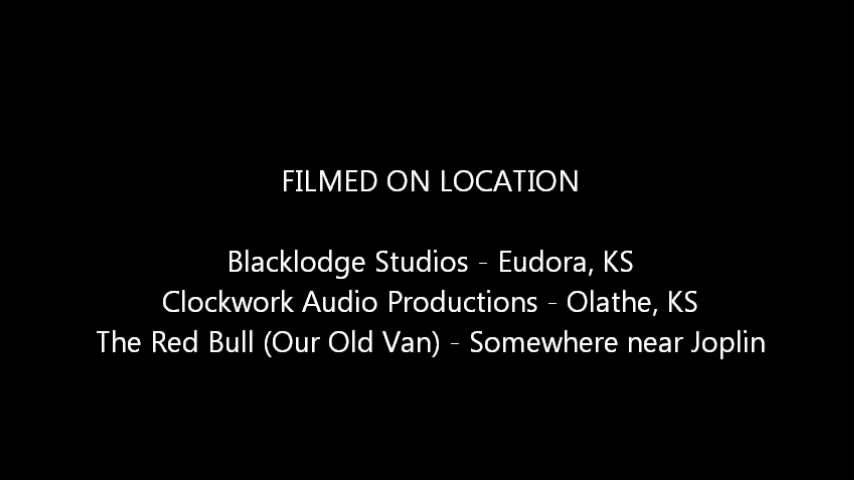 FILMED ON LOCATION
Blacklodge Studios - Eudora, KS
Clockwork Audio Productions - Olathe, KS
The Red Bull (Our Old Van) - Somewhere near Joplin